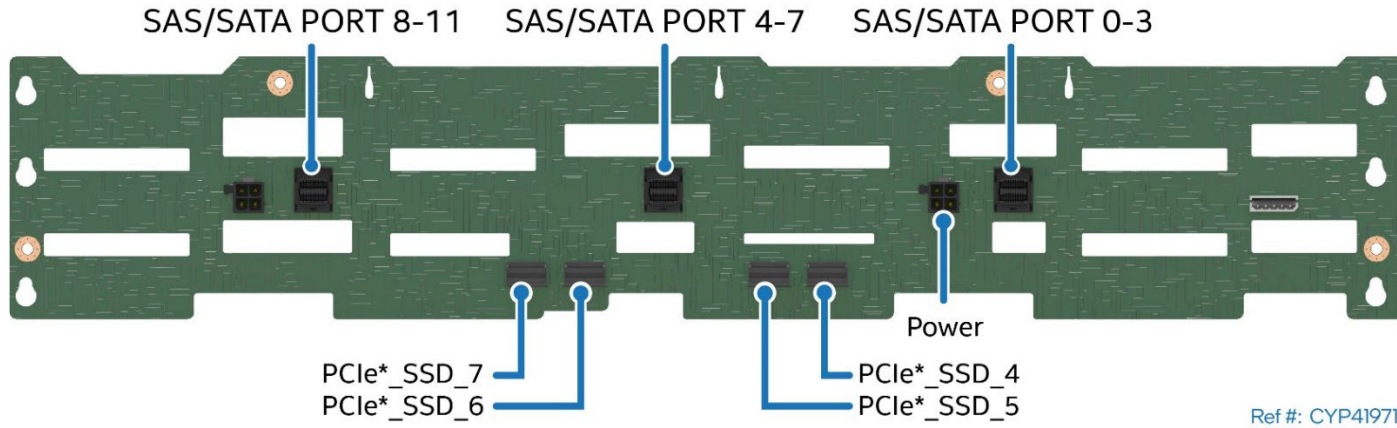 SAS/SATA PORT 8-11
SAS/SATA PORT 4-7
SAS/SATA PORT 0-3
Power
PCIe*_SSD_7
PCIe*_SSD_6
PCIe*_SSD_4
PCIe*_SSD_5
Ref #: CYP41971